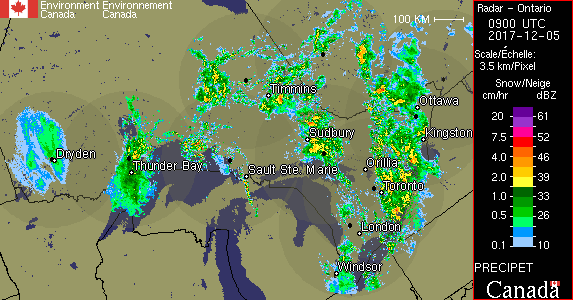 Environment Environnement
Canada Canada
100 KM
Timmins
Ottawa
Sudbury
Kingston
Dryden
Thunder Bay
Sault Ste. Marie
Orillia
Toronto
London
Windsor
Radar - Ontario
0900 UTC
2017-12-05
Scale/Échelle:
3.5 km/Pixel
Snow/Neige
cm/hr dBZ
20 61
7.5 52
4.0 46
2.0 39
1.0 33
0.5 26
0.1 10
PRECIPET
Canada